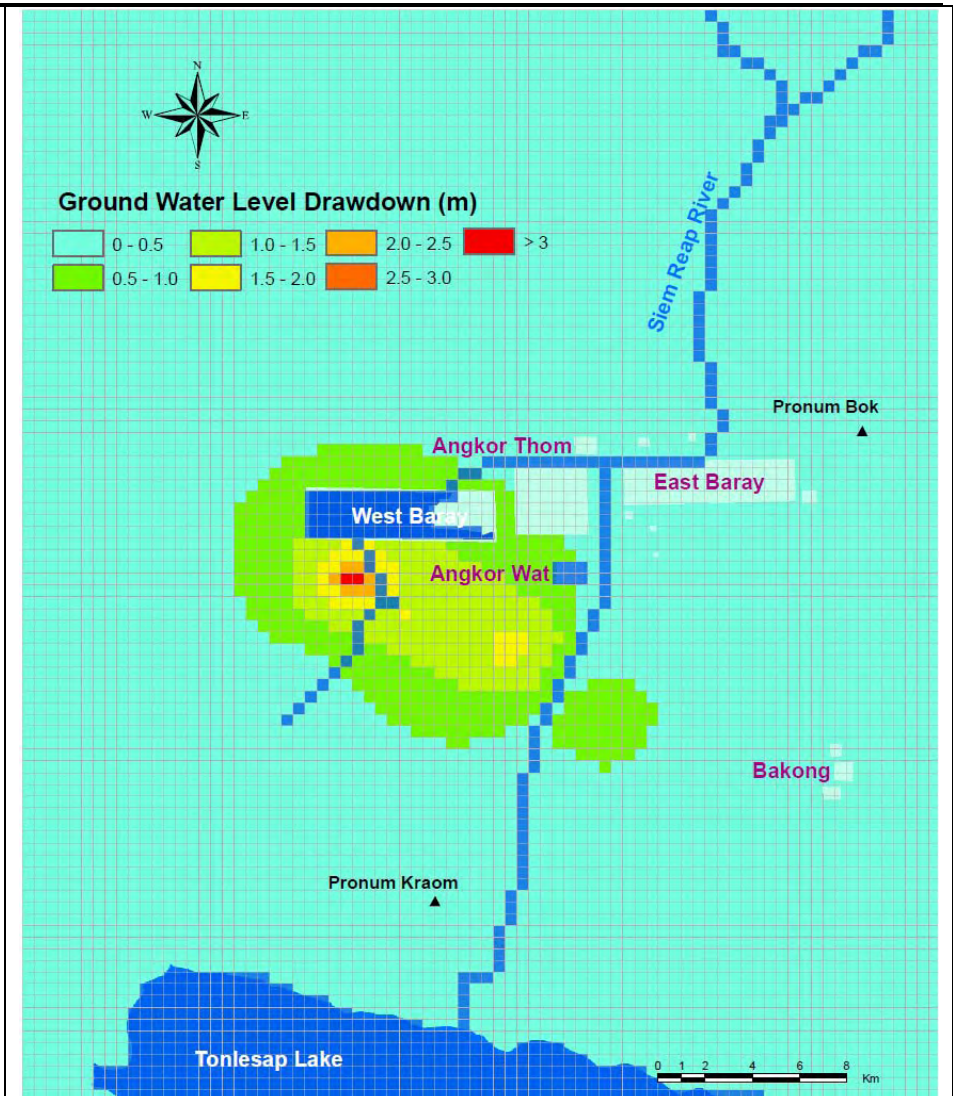 N
W E
S
Ground Water Level Drawdown (m)
0 - 0.5 1.0 - 1.5 2.0 - 2.5 > 3
0.5 - 1.0 1.5 - 2.0 2.5 - 3.0
Siem Reap River
Pronum Bok
Angkor Thom
East Baray
West Baray
Angkor Wat
Bakong
Pronum Kraom
Tonlesap Lake
0 1 2 4 6 8
Km